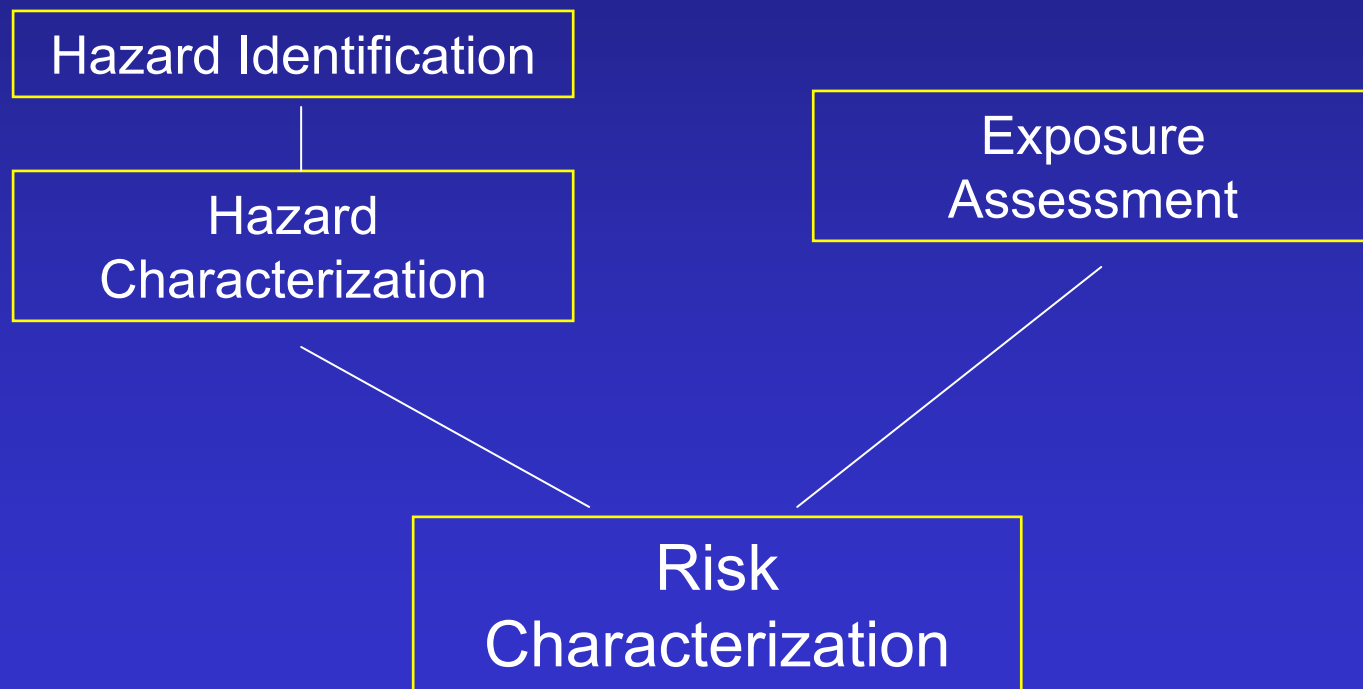 Hazard Identification
Hazard
Characterization
Exposure
Assessment
Risk
Characterization